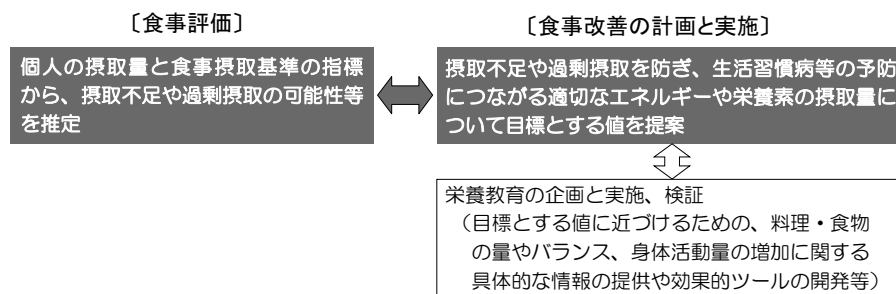 〔食事評価〕
個人の摂取量と食事摂取基準の指標
から、摂取不足や過剰摂取の可能性等
を推定
〔食事改善の計画と実施〕
摂取不足や過剰摂取を防ぎ、生活習慣病等の予防
につながる適切なエネルギーや栄養素の摂取量に
ついて目標とする値を提案
栄養教育の企画と実施、検証
（目標とする値に近づけるための、料理・食物
の量やバランス、身体活動量の増加に関する
具体的な情報の提供や効果的ツールの開発等）